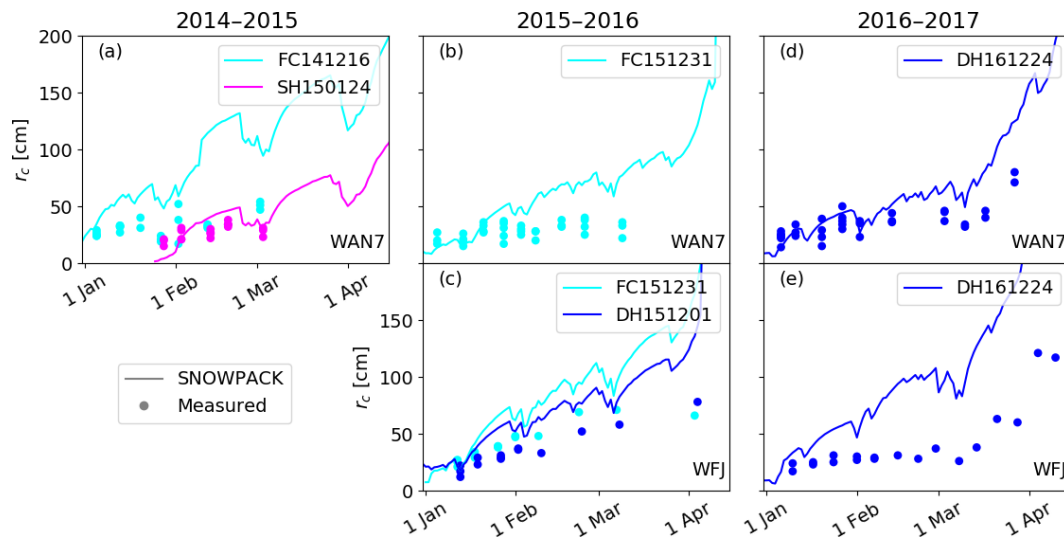 2014–2015
2015–2016
2016–2017
(a)
FC141216
SH150124
WAN7
200
150
100
50
0
r_c [cm]
1 Jan
1 Feb
1 Mar
1 Apr
(b)
FC151231
WAN7
(d)
DH161224
WAN7
(c)
FC151231
DH151201
WFJ
150
100
50
0
r_c [cm]
1 Jan
1 Feb
1 Mar
1 Apr
(e)
DH161224
WFJ
1 Jan
1 Feb
1 Mar
1 Apr
SNOWPACK
Measured